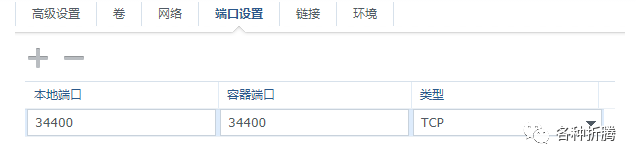 高级设置 卷 网络 端口设置 链接 环境
本地端口 容器端口 类型
34400 34400 TCP
各种折腾